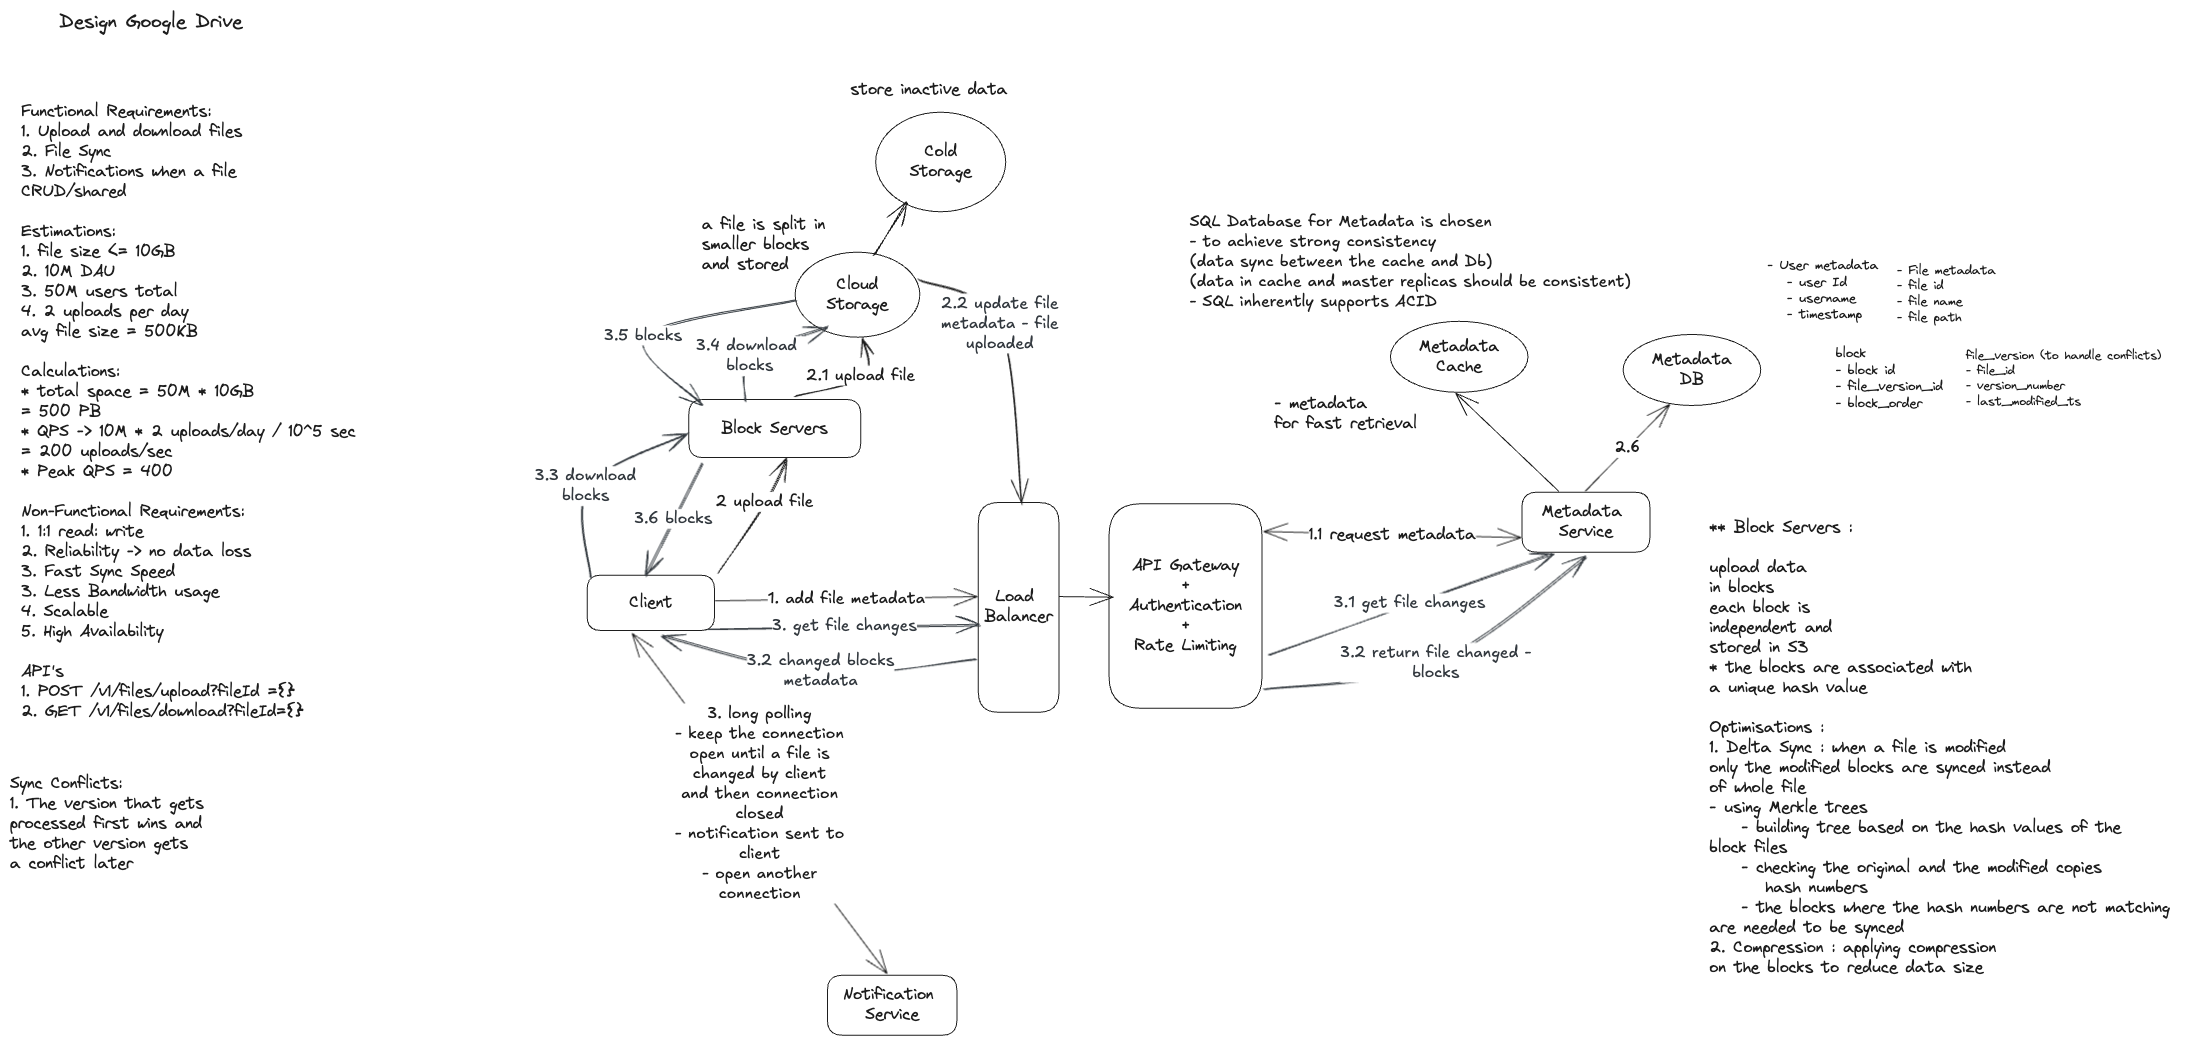 Design Google Drive
Functional Requirements:
1. Upload and download files
2. File Sync
3. Notifications when a file
CRUD/shared
Estimations:
1. file size <= 10GB
2. 10M DAU
3. 50M users total
4. 2 uploads per day
avg file size = 500KB
Calculations:
* total space = 50M * 10GB
= 500 PB
* QPS -> 10M * 2 uploads/day / 10^5 sec
= 200 uploads/sec
* Peak QPS = 400
Non-Functional Requirements:
1. 1:1 read: write
2. Reliability -> no data loss
3. Fast Sync Speed
3. Less Bandwidth usage
4. Scalable
5. High Availability
API's
1. POST /v1/files/upload?fileId ={}
2. GET /v1/files/download?fileId={}
Sync Conflicts:
1. The version that gets
processed first wins and
the other version gets
a conflict later
store inactive data
Cold
Storage
a file is split in
smaller blocks
and stored
Cloud
Storage
2.2 update file
metadata - file
uploaded
3.5 blocks
3.4 download
blocks
2.1 upload file
Block Servers
3.3 download
blocks
2 upload file
3.6 blocks
Client
1. add file metadata
3. get file changes
3.2 changed blocks
metadata
Load
Balancer
API Gateway
+
Authentication
+
Rate Limiting
3. long polling
- keep the connection
open until a file is
changed by client
and then connection
closed
- notification sent to
client
- open another
connection
Notification
Service
SQL Database for Metadata is chosen
- to achieve strong consistency
(data sync between the cache and Db)
(data in cache and master replicas should be consistent)
- SQL inherently supports ACID
Metadata
Cache
Metadata
DB
- metadata
for fast retrieval
2.6
Metadata
Service
1.1 request metadata
3.1 get file changes
3.2 return file changed -
blocks
- User metadata
- user Id
- username
- timestamp
- File metadata
- file id
- file name
- file path
block
- block id
- file_version_id
- block_order
file_version (to handle conflicts)
- file_id
- version_number
- last_modified_ts
** Block Servers :
upload data
in blocks
each block is
independent and
stored in S3
* the blocks are associated with
a unique hash value
Optimisations :
1. Delta Sync : when a file is modified
only the modified blocks are synced instead
of whole file
- using Merkle trees
- building tree based on the hash values of the
block files
- checking the original and the modified copies
hash numbers
- the blocks where the hash numbers are not matching
are needed to be synced
2. Compression : applying compression
on the blocks to reduce data size